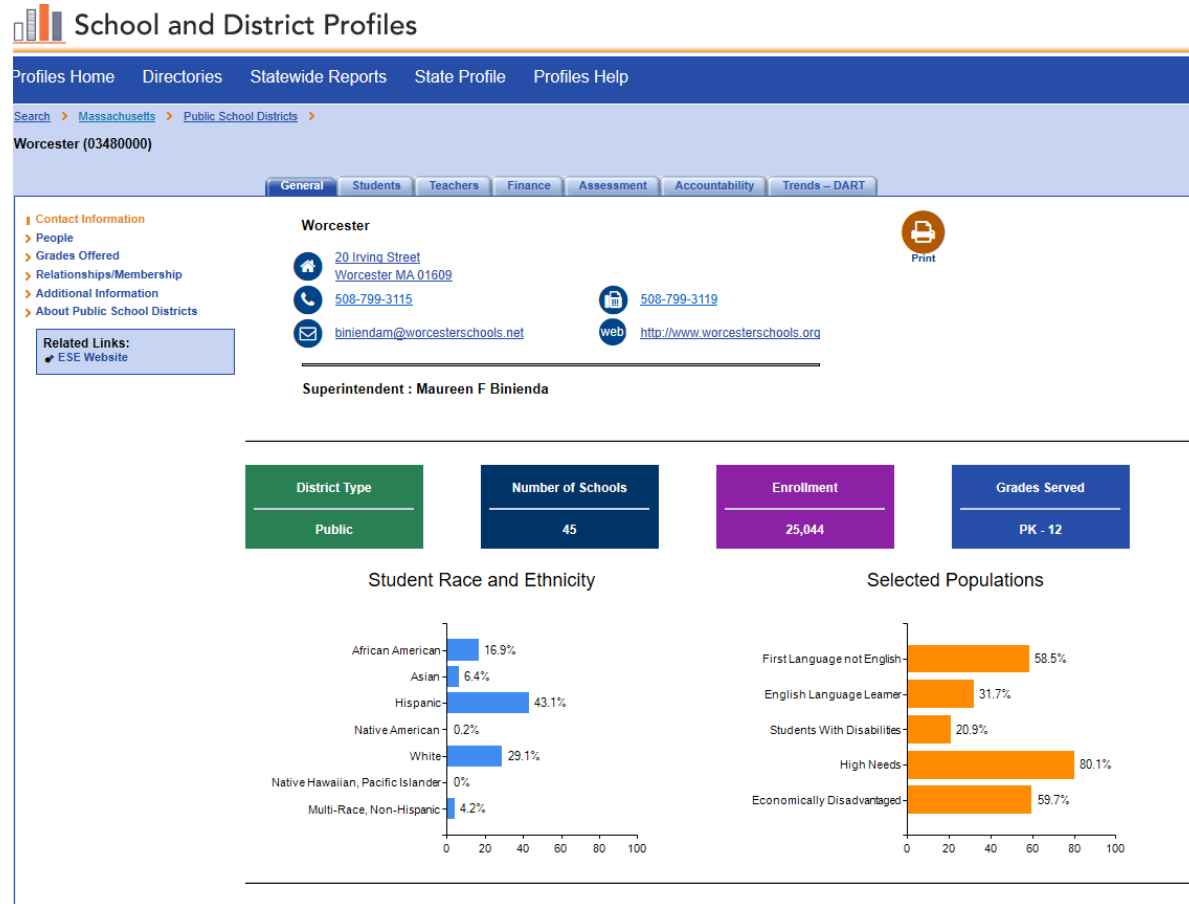 School and District Profiles
Profiles Home Directories Statewide Reports State Profile Profiles Help
Search Massachusetts Public School Districts
Worcester (03480000)
General Students Teachers Finance Assessment Accountability Trends – DART
Contact Information
People
Grades Offered
Relationships/Membership
Additional Information
About Public School Districts
Related Links:
ESE Website
Worcester
20 Irving Street
Worcester MA 01609
508-799-3115
508-799-3119
biniendam@worcesterschools.net
web http://www.worcesterschools.org
Print
Superintendent : Maureen F Binienda
District Type
Public
Number of Schools
45
Enrollment
25,044
Grades Served
PK - 12
Student Race and Ethnicity
African American 16.9%
Asian 6.4%
Hispanic 43.1%
Native American 0.2%
White 29.1%
Native Hawaiian, Pacific Islander 0%
Multi-Race, Non-Hispanic 4.2%
0 20 40 60 80 100
Selected Populations
First Language not English 58.5%
English Language Learner 31.7%
Students With Disabilities 20.9%
High Needs 80.1%
Economically Disadvantaged 59.7%
0 20 40 60 80 100